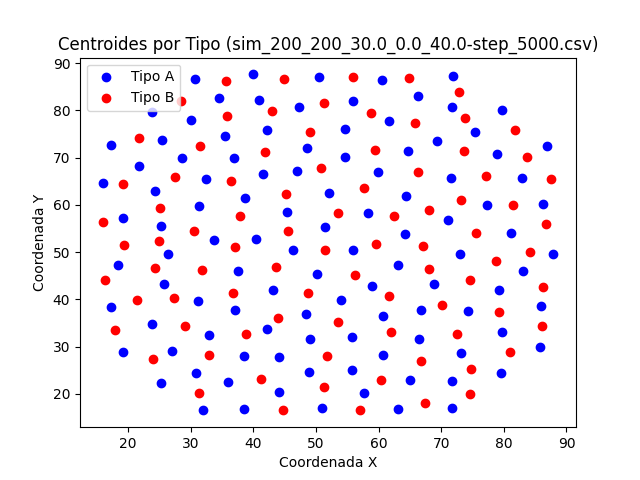 Centroides por Tipo (sim_200_200_30.0_0.0_40.0-step_5000.csv)
Tipo A
Tipo B
90
80
70
60
50
40
30
20
Coordenada Y
20 30 40 50 60 70 80 90
Coordenada X